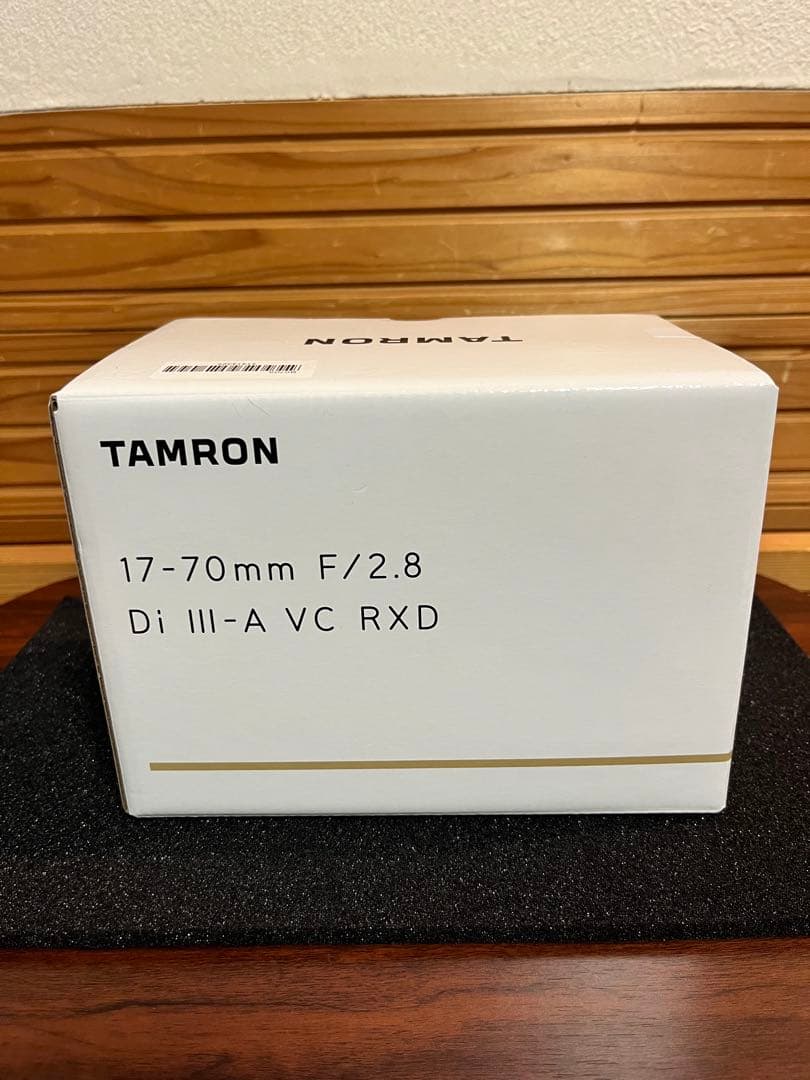 TAMRON
TAMRON
17-70mm F/2.8
Di III-A VC RXD